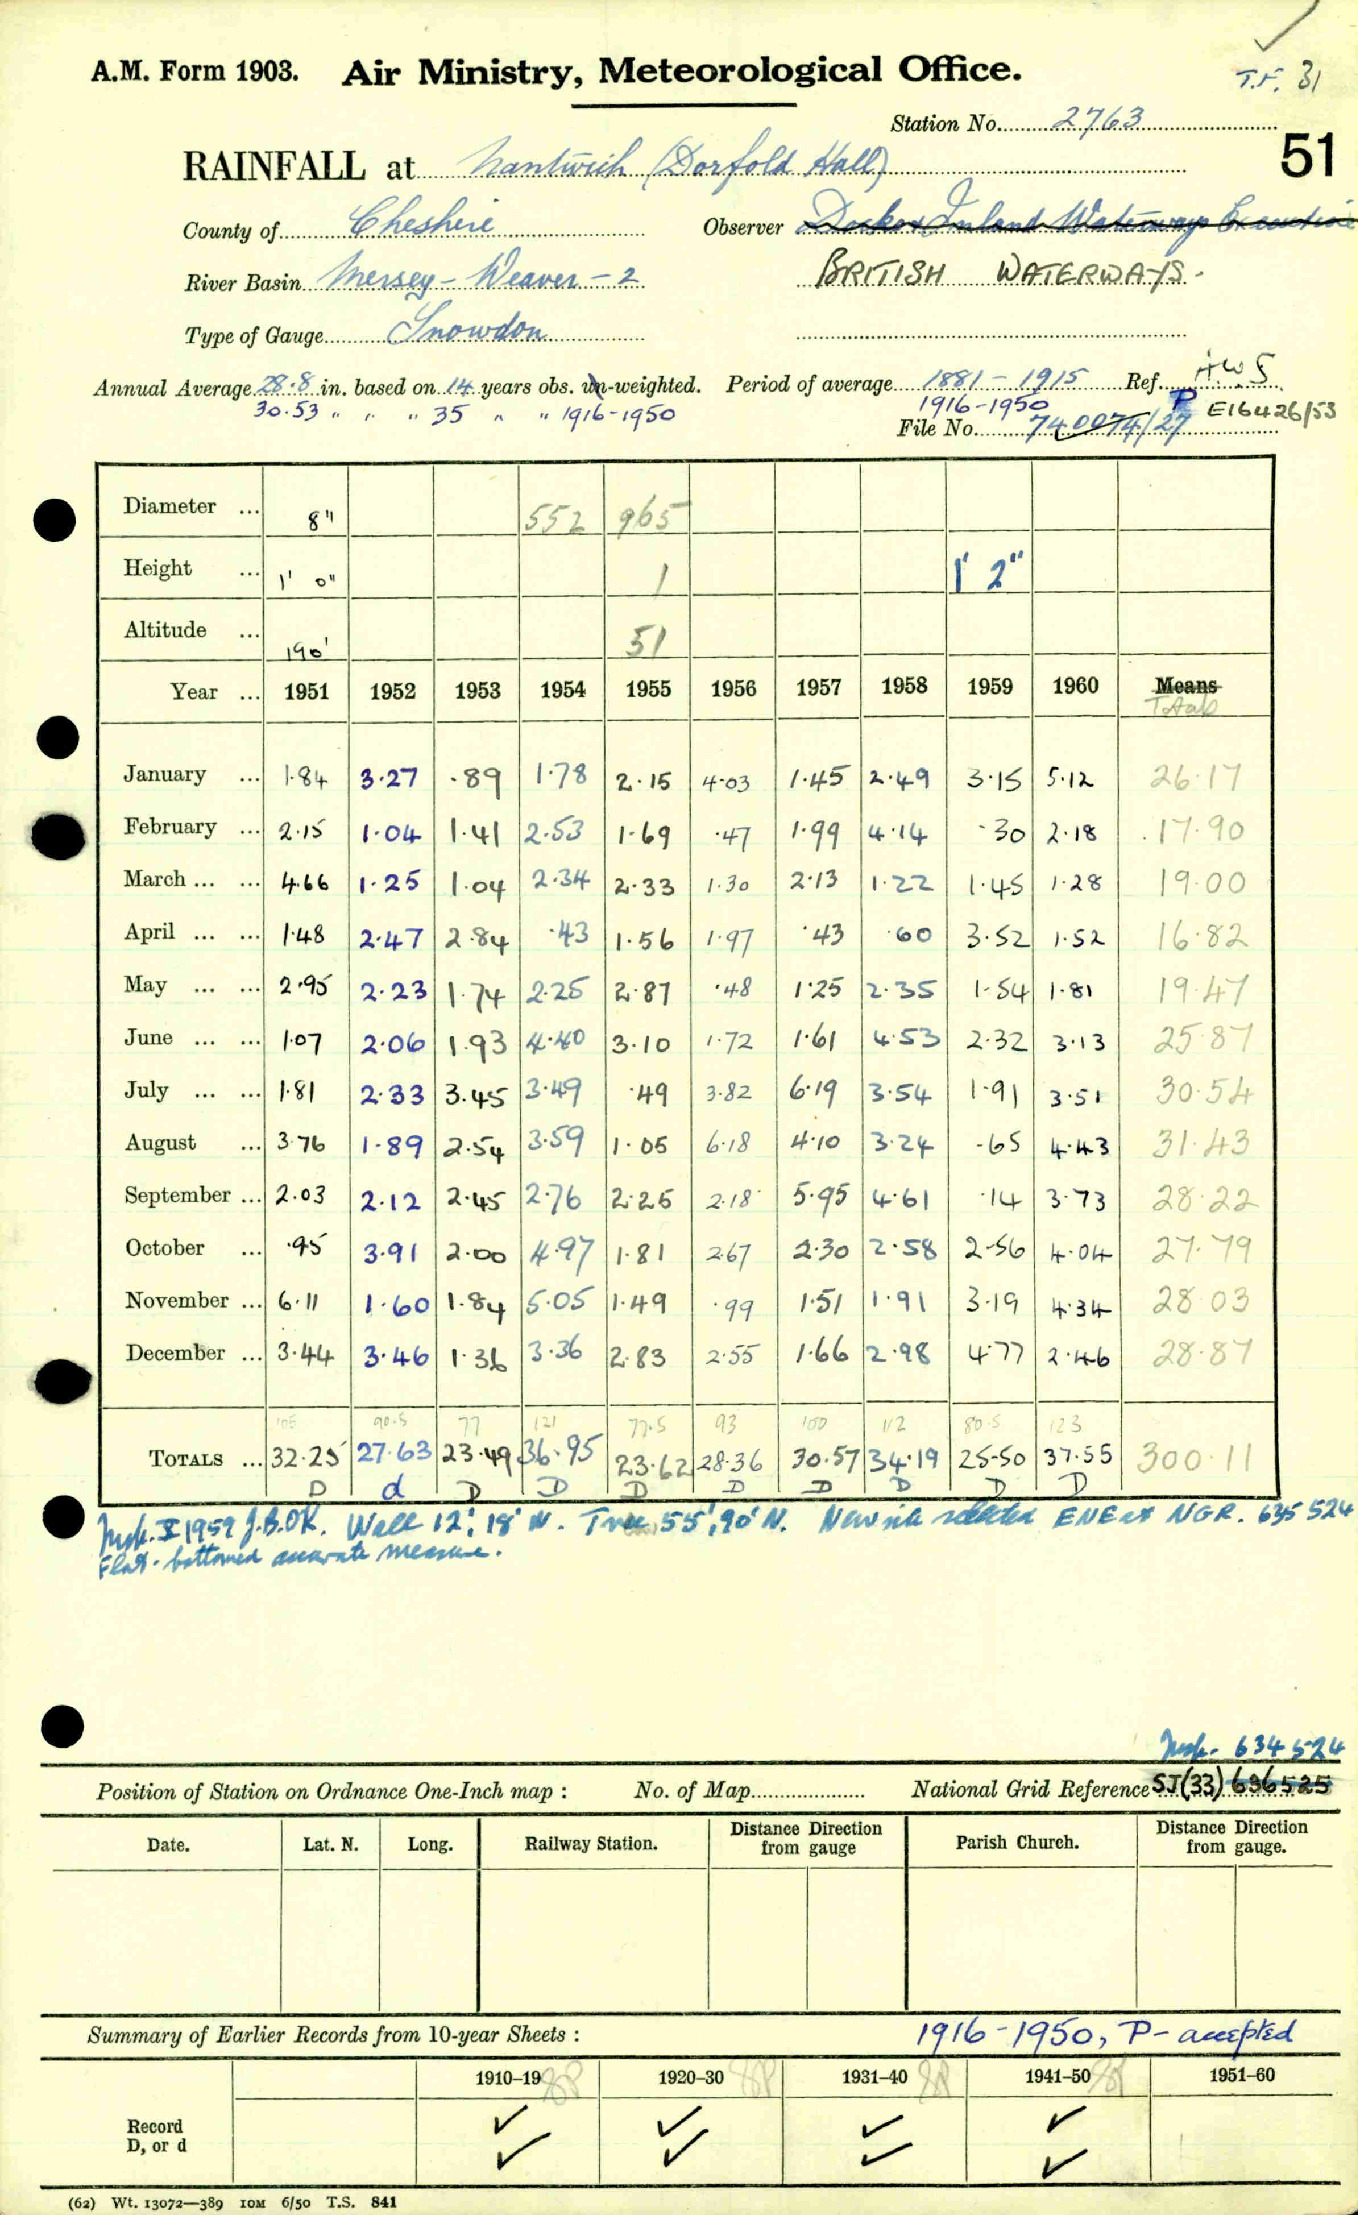 A.M. Form 1903. Air Ministry, Meteorological Office.
T.F. 31
Station No. 2763
51
RAINFALL at Nantwich (Dorfold Hall)
County of Cheshire Observer Docks & Inland Waterways Executive
River Basin Mersey - Weaver - 2 BRITISH WATERWAYS.
Type of Gauge Snowdon
Annual Average 28.8 in. based on 14 years obs. un-weighted. Period of average 1881 - 1915 Ref. HWS
30.53 " " " 35 " " 1916-1950 1916-1950 P E16426/53
File No. 740074/27
Diameter ... 8" 552 965
Height ... 1' 0" 1 1' 2"
Altitude ... 190' 51
Year ... 1951 1952 1953 1954 1955 1956 1957 1958 1959 1960 Means
Totals
January ... 1.84 3.27 .89 1.78 2.15 4.03 1.45 2.49 3.15 5.12 26.17
February ... 2.15 1.04 1.41 2.53 1.69 .47 1.99 4.14 .30 2.18 17.90
March ... ... 4.66 1.25 1.04 2.34 2.33 1.30 2.13 1.22 1.45 1.28 19.00
April ... ... 1.48 2.47 2.84 .43 1.56 1.97 .43 .60 3.52 1.52 16.82
May ... ... 2.95 2.23 1.74 2.25 2.87 .48 1.25 2.35 1.54 1.81 19.47
June ... ... 1.07 2.06 1.93 4.40 3.10 1.72 1.61 4.53 2.32 3.13 25.87
July ... ... 1.81 2.33 3.45 3.49 .49 3.82 6.19 3.54 1.91 3.51 30.54
August ... 3.76 1.89 2.54 3.59 1.05 6.18 4.10 3.24 .65 4.43 31.43
September ... 2.03 2.12 2.45 2.76 2.25 2.18 5.95 4.61 .14 3.73 28.22
October ... .95 3.91 2.00 4.97 1.81 2.67 2.30 2.58 2.56 4.04 27.79
November ... 6.11 1.60 1.84 5.05 1.49 .99 1.51 1.91 3.19 4.34 28.03
December ... 3.44 3.46 1.36 3.36 2.83 2.55 1.66 2.98 4.77 2.46 28.87
105 90.5 77 121 77.5 93 100 112 80.5 123
TOTALS ... 32.25 27.63 23.49 36.95 23.62 28.36 30.57 34.19 25.50 37.55 300.11
D d D D D D D D D D
Insp. X 1959 J.B. OK. Wall 12', 18' N. Tree 55', 90' N. New site selected ENE at NGR. 635 524
Flat-bottomed accurate measure.
Insp. 634 524
Position of Station on Ordnance One-Inch map : No. of Map National Grid Reference SJ(33) 636525
Date. Lat. N. Long. Railway Station. Distance Direction from gauge Parish Church. Distance Direction from gauge.
Summary of Earlier Records from 10-year Sheets : 1916-1950, P- accepted
1910-19 1920-30 1931-40 1941-50 1951-60
Record ✓ ✓ ✓ ✓
D, or d ✓ ✓ ✓ ✓
(62) Wt. 13072—389 10M 6/50 T.S. 841